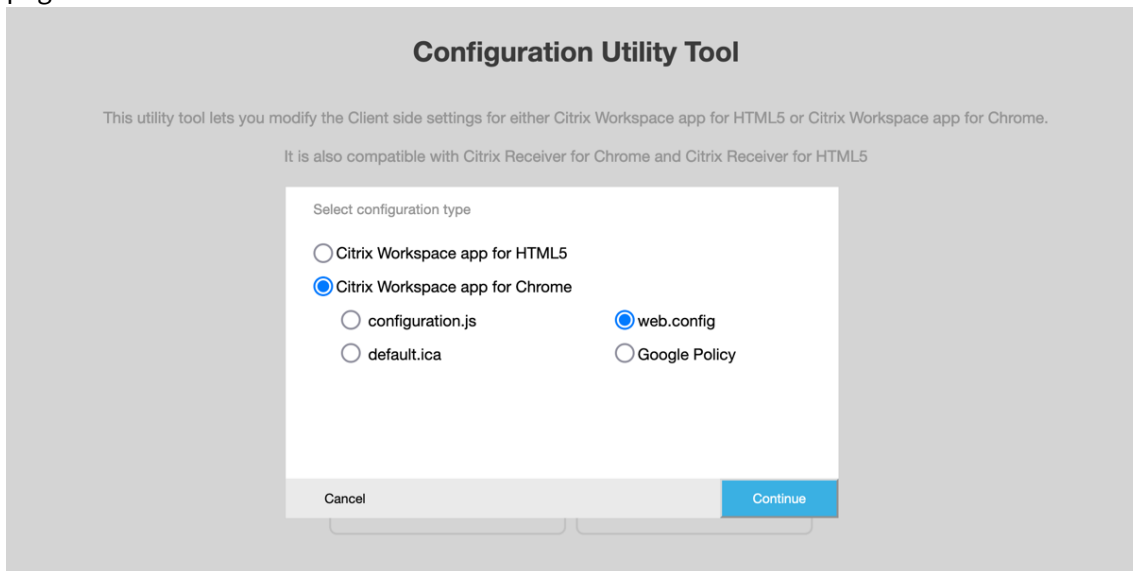 Configuration Utility Tool
This utility tool lets you modify the Client side settings for either Citrix Workspace app for HTML5 or Citrix Workspace app for Chrome.
It is also compatible with Citrix Receiver for Chrome and Citrix Receiver for HTML5
Select configuration type
Citrix Workspace app for HTML5
Citrix Workspace app for Chrome
configuration.js web.config
default.ica Google Policy
Cancel Continue